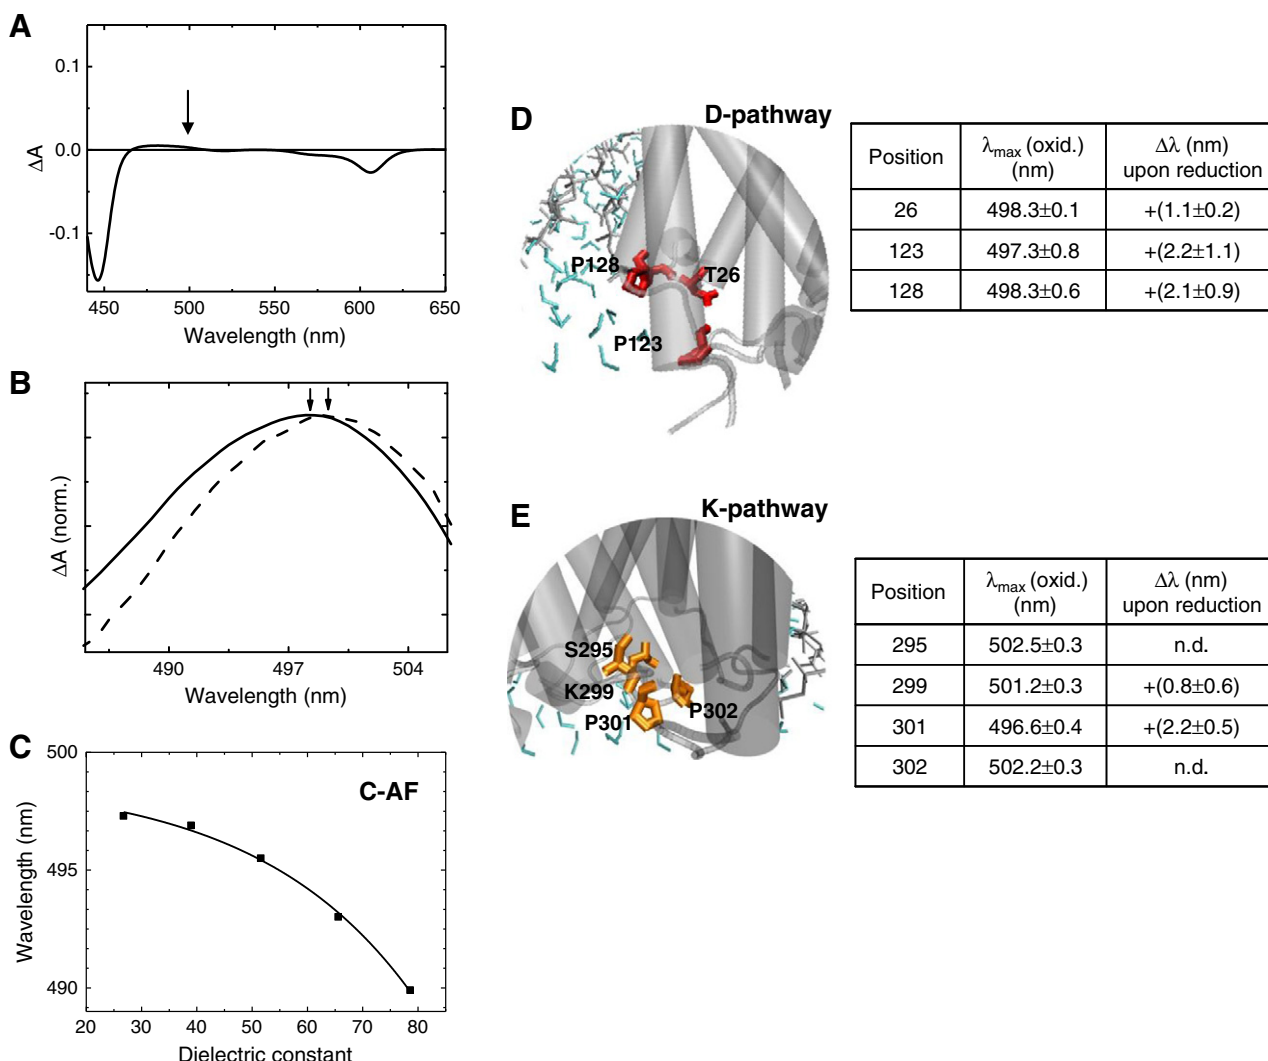 A
0.1
0.0
-0.1
ΔA
450 500 550 600 650
Wavelength (nm)
B
ΔA (norm.)
490 497 504
Wavelength (nm)
C
500
495
490
Wavelength (nm)
C-AF
20 30 40 50 60 70 80
Dielectric constant
D
D-pathway
P128
T26
P123
Position λmax (oxid.) (nm) Δλ (nm) upon reduction
26 498.3±0.1 +(1.1±0.2)
123 497.3±0.8 +(2.2±1.1)
128 498.3±0.6 +(2.1±0.9)
E
K-pathway
S295
K299
P301
P302
Position λmax (oxid.) (nm) Δλ (nm) upon reduction
295 502.5±0.3 n.d.
299 501.2±0.3 +(0.8±0.6)
301 496.6±0.4 +(2.2±0.5)
302 502.2±0.3 n.d.